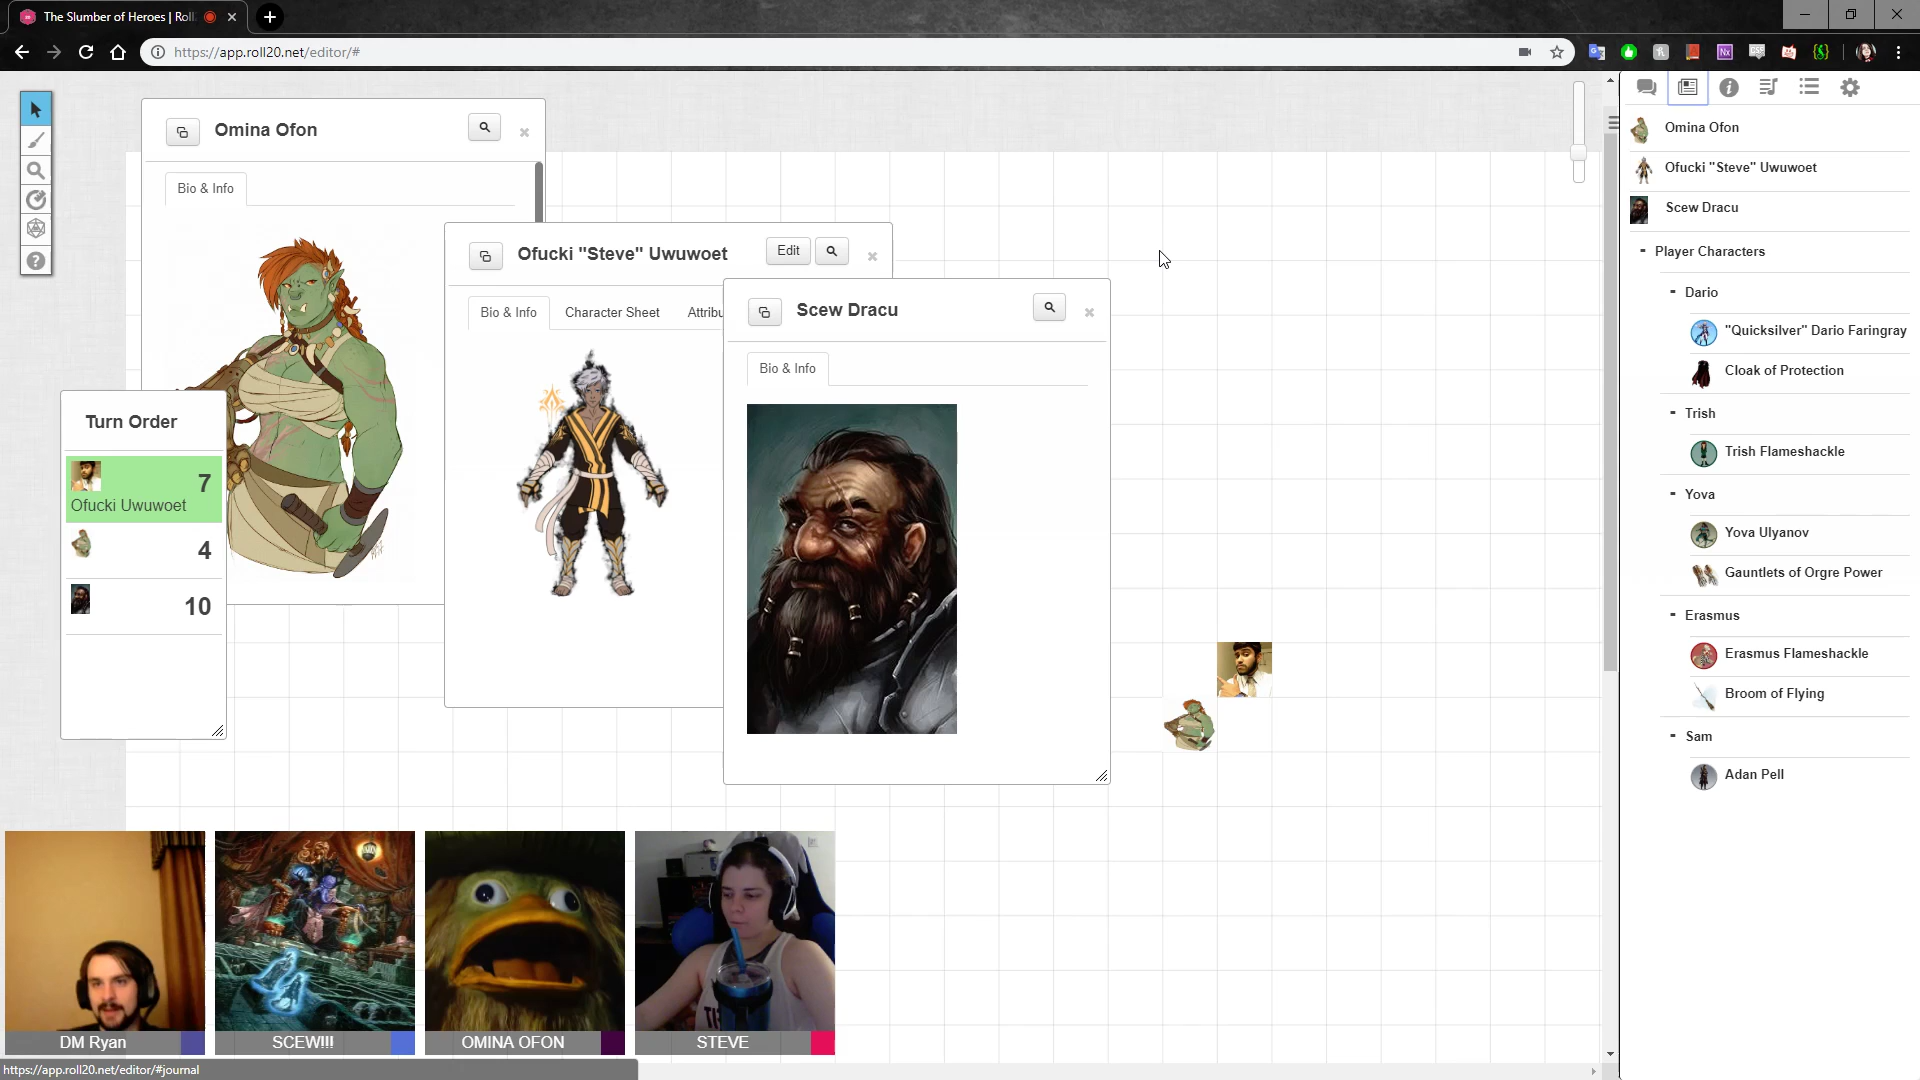 The Slumber of Heroes | Roll
https://app.roll20.net/editor/#
Omina Ofon
Bio & Info
Ofucki "Steve" Uwuwoet
Edit
Bio & Info
Character Sheet
Attribu
Scew Dracu
Bio & Info
Turn Order
7
Ofucki Uwuwoet
4
10
Omina Ofon
Ofucki "Steve" Uwuwoet
Scew Dracu
Player Characters
Dario
"Quicksilver" Dario Faringray
Cloak of Protection
Trish
Trish Flameshackle
Yova
Yova Ulyanov
Gauntlets of Orgre Power
Erasmus
Erasmus Flameshackle
Broom of Flying
Sam
Adan Pell
DM Ryan
SCEW!!!
OMINA OFON
STEVE
https://app.roll20.net/editor/#journal